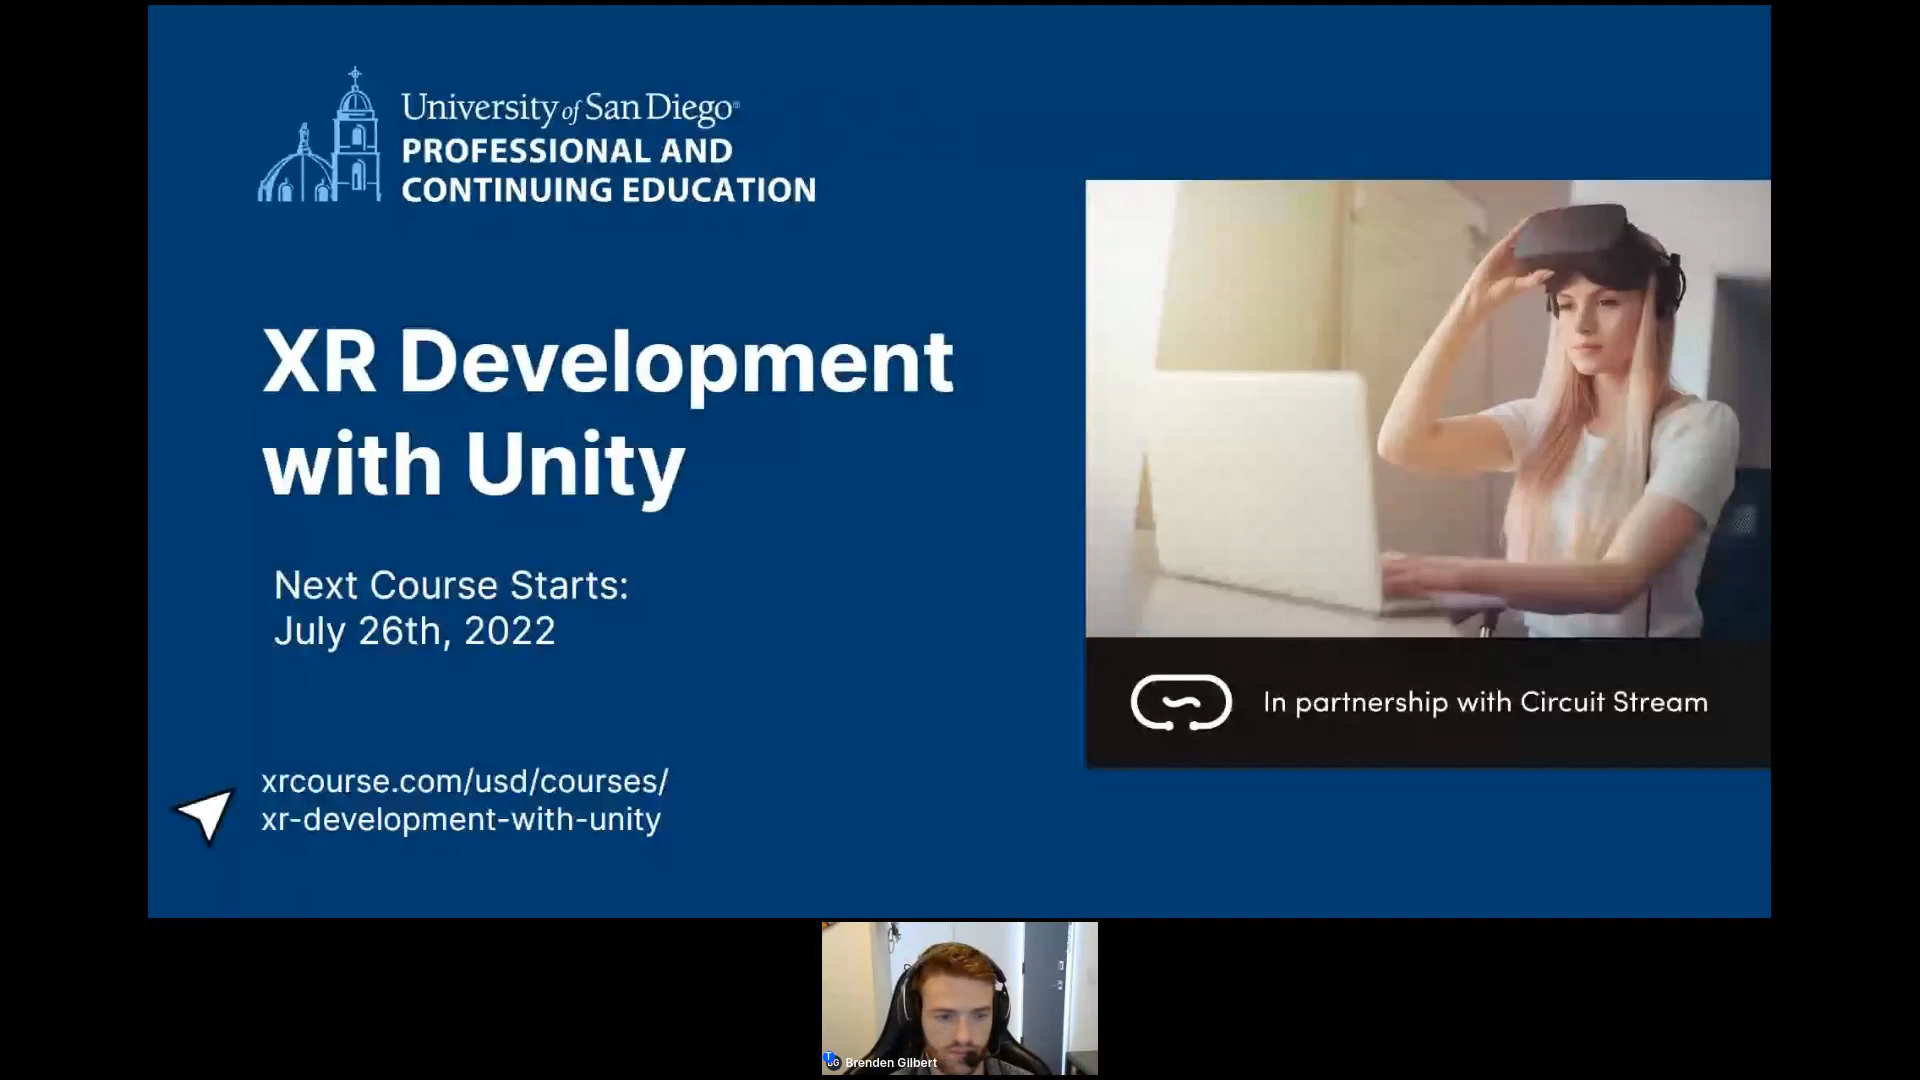 University of San Diego®
PROFESSIONAL AND
CONTINUING EDUCATION
XR Development
with Unity
Next Course Starts:
July 26th, 2022
xrcourse.com/usd/courses/
xr-development-with-unity
In partnership with Circuit Stream
Brenden Gilbert